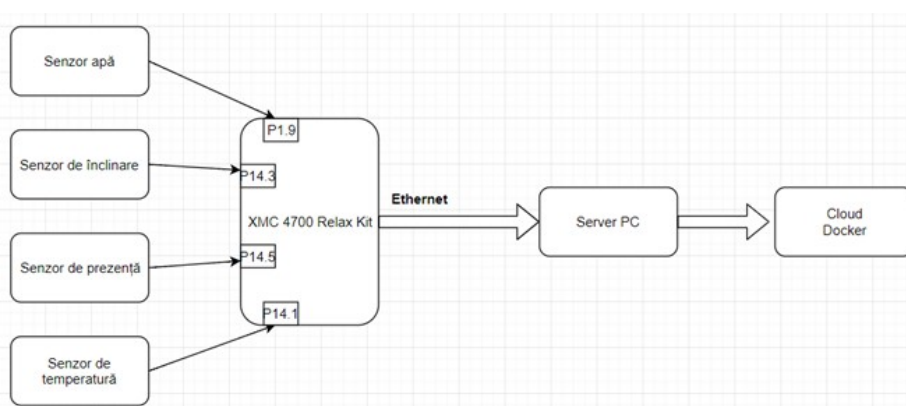 Senzor apă
P1.9
Senzor de înclinare
P14.3
Ethernet
XMC 4700 Relax Kit
Server PC
Cloud
Docker
Senzor de prezență
P14.5
P14.1
Senzor de
temperatură